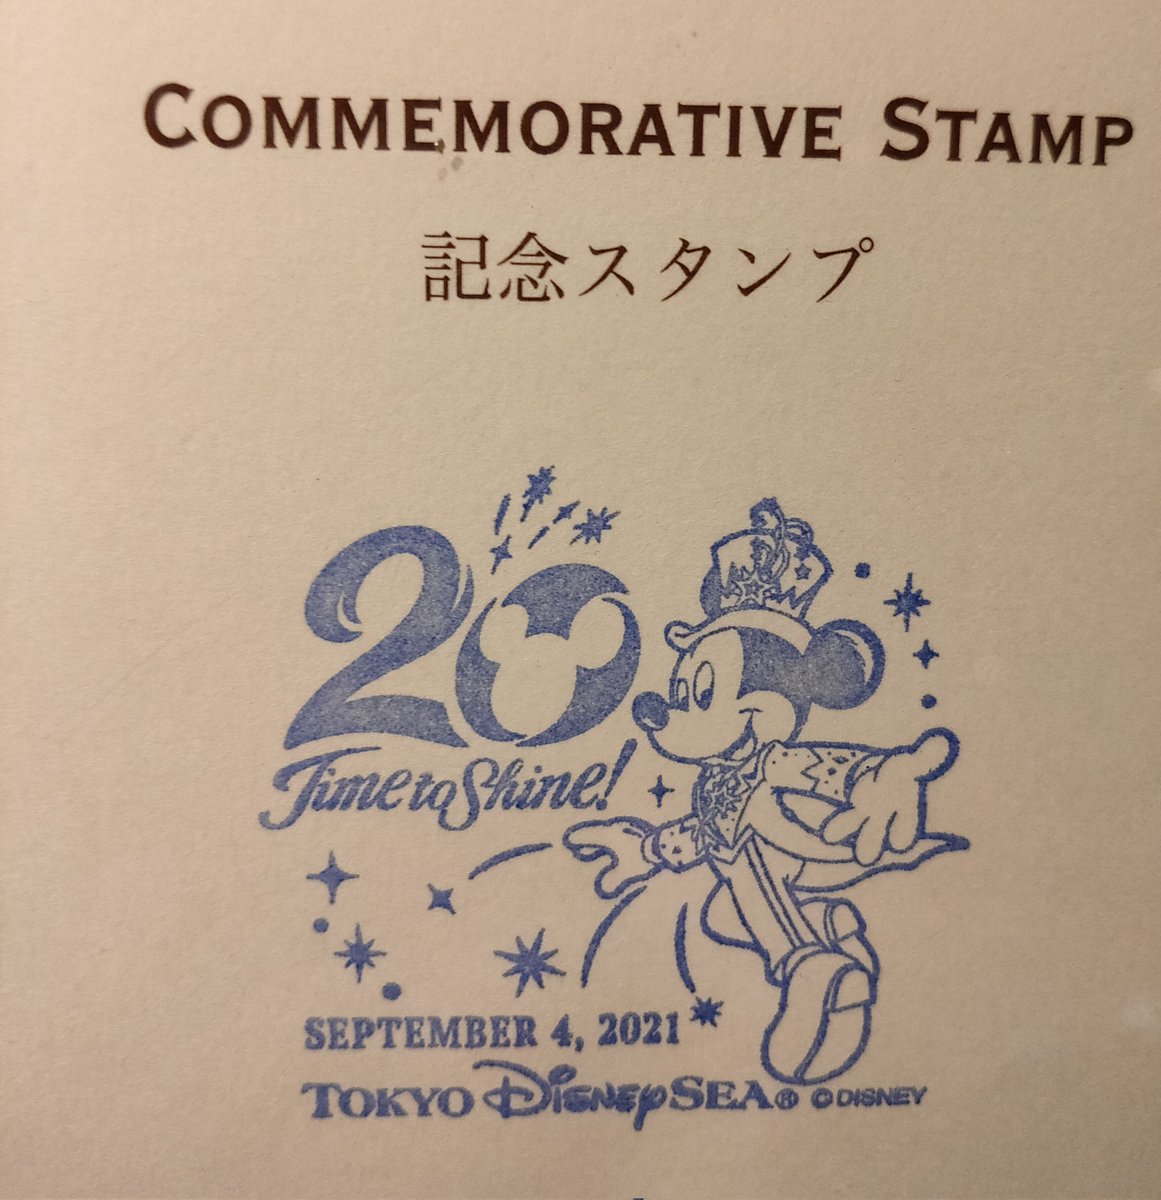 COMMEMORATIVE STAMP
記念スタンプ
20
Time to Shine!
SEPTEMBER 4, 2021
TOKYO DISNEYSEA® ©DISNEY